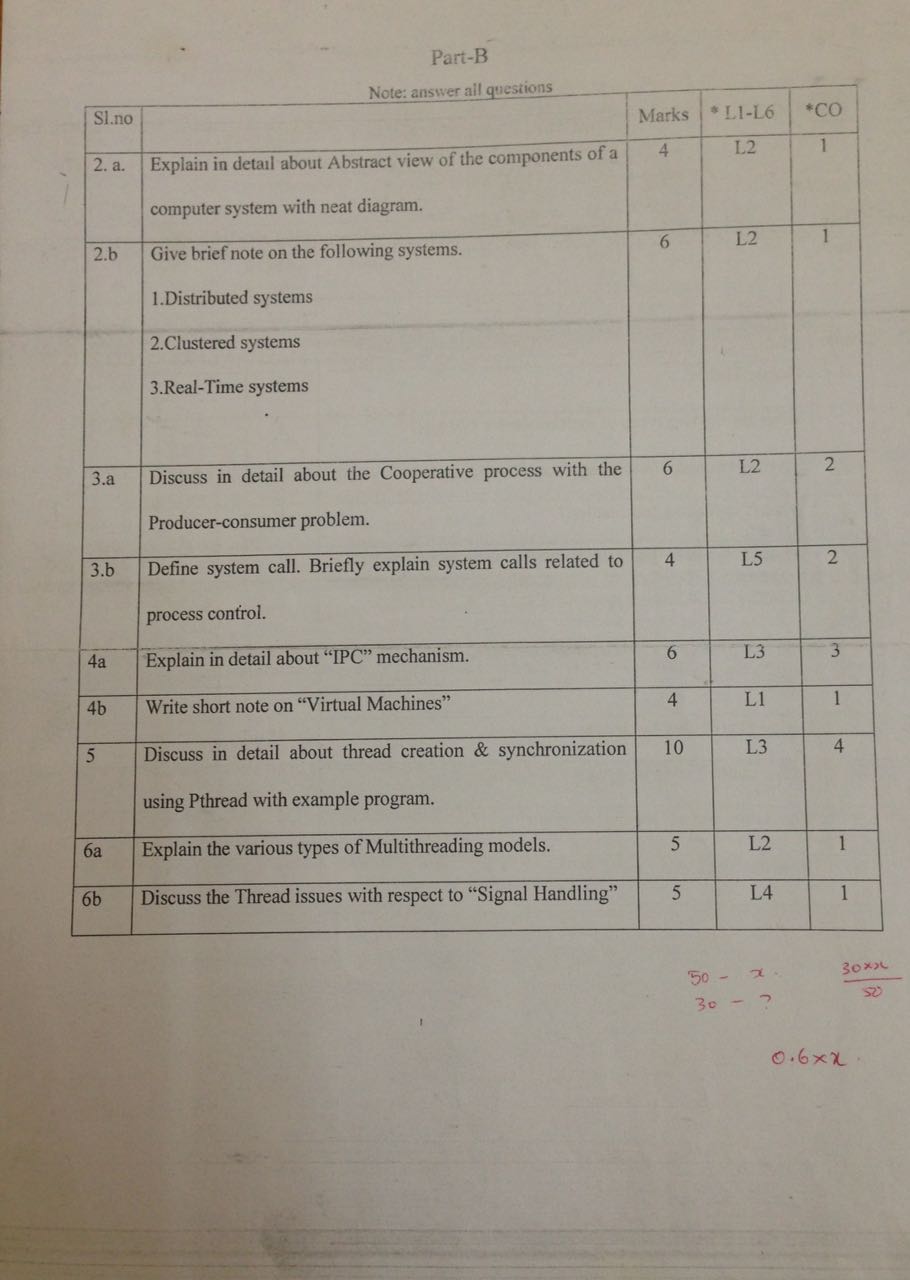 Part-B
Note: answer all questions
Sl.no Marks * L1-L6 *CO
2. a. Explain in detail about Abstract view of the components of a 4 L2 1
computer system with neat diagram.
2.b Give brief note on the following systems. 6 L2 1
1.Distributed systems
2.Clustered systems
3.Real-Time systems
3.a Discuss in detail about the Cooperative process with the 6 L2 2
Producer-consumer problem.
3.b Define system call. Briefly explain system calls related to 4 L5 2
process control.
4a Explain in detail about “IPC” mechanism. 6 L3 3
4b Write short note on “Virtual Machines” 4 L1 1
5 Discuss in detail about thread creation & synchronization 10 L3 4
using Pthread with example program.
6a Explain the various types of Multithreading models. 5 L2 1
6b Discuss the Thread issues with respect to “Signal Handling” 5 L4 1
50 - x. 30×x
30 - ? 50
0.6×x.